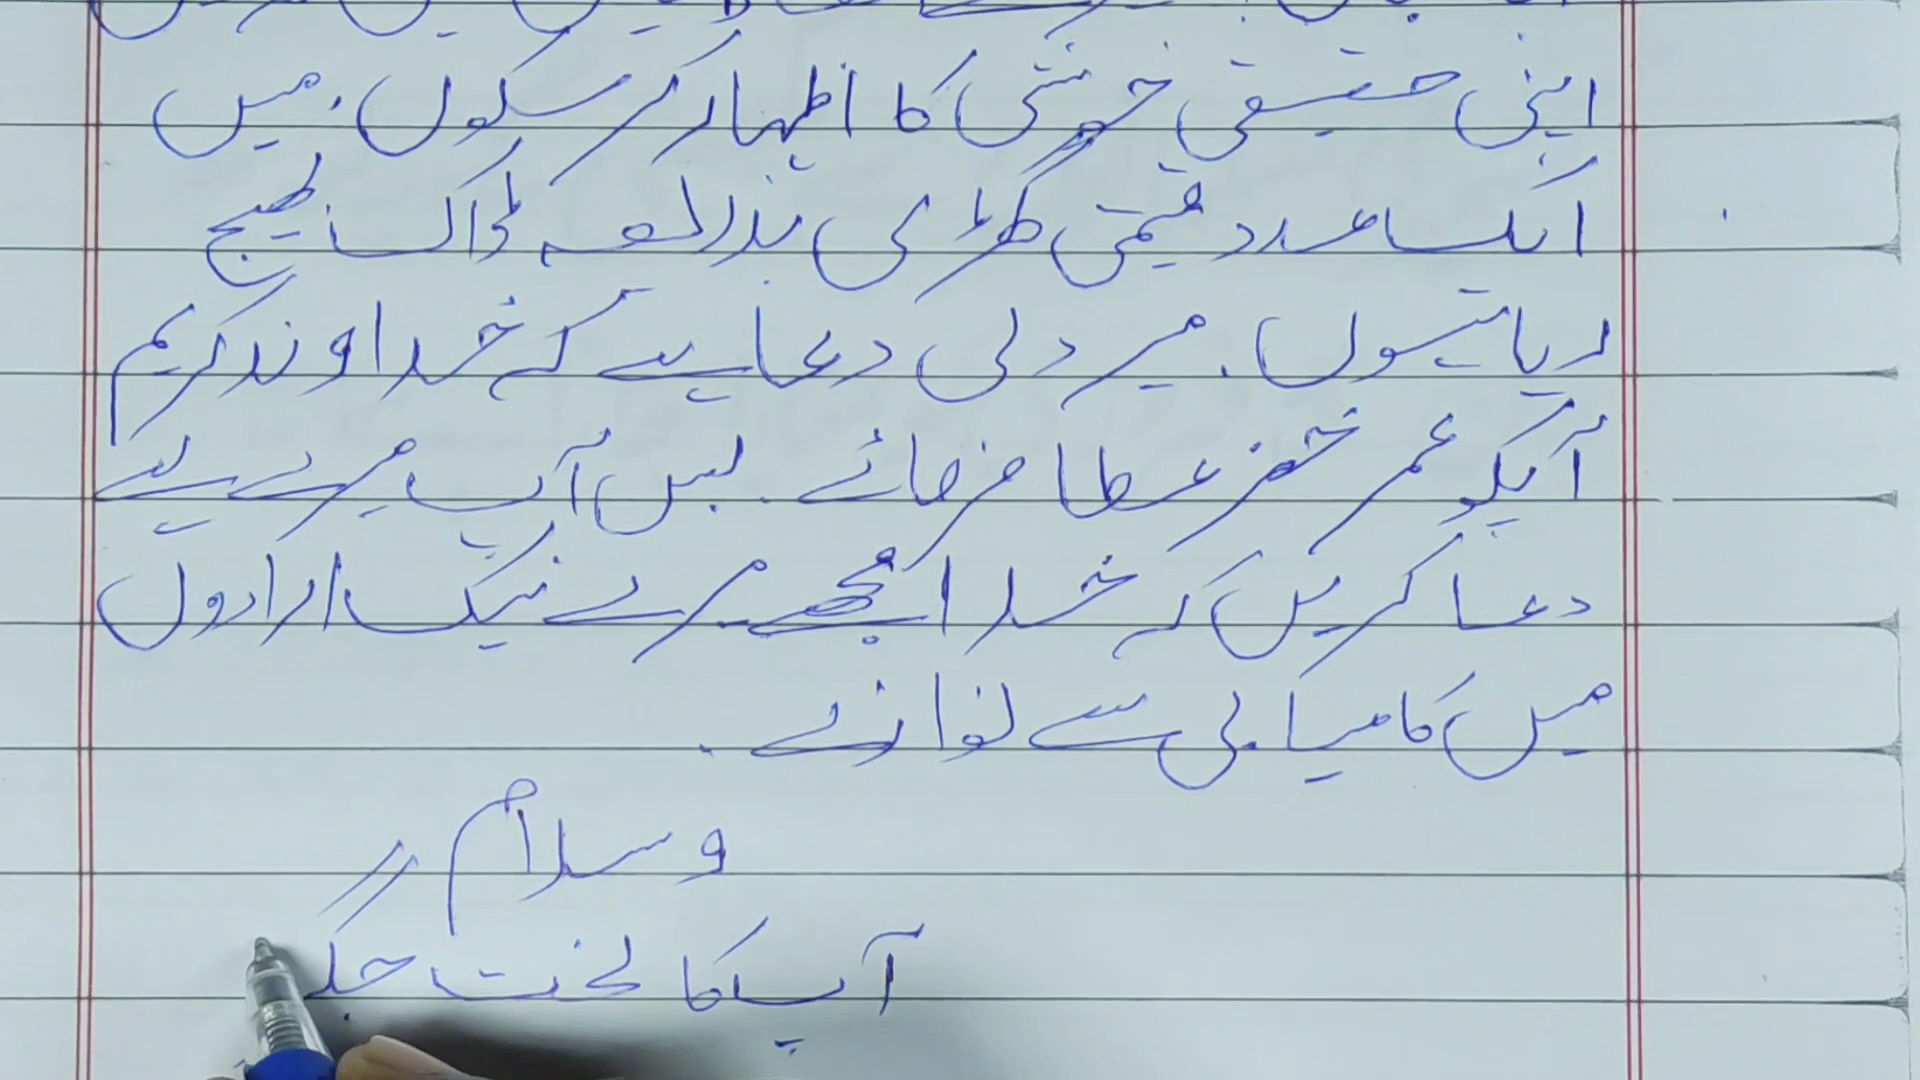 اپنی حقیقی خوشی کا اظہار کر سکوں۔ میں
ایک عدد قیمتی گھڑی بذریعہ ڈاک بھیج
رہا ہوں۔ میر دلی دعا ہے کہ خداوند کریم
آپکو عمر خضر عطا فرمائے۔ بس آپ میرے لیے
دعا کریں کہ خدا مجھے میرے نیک ارادوں
میں کامیابی سے نوازے۔
وسلام
آپ کا لخت جگر